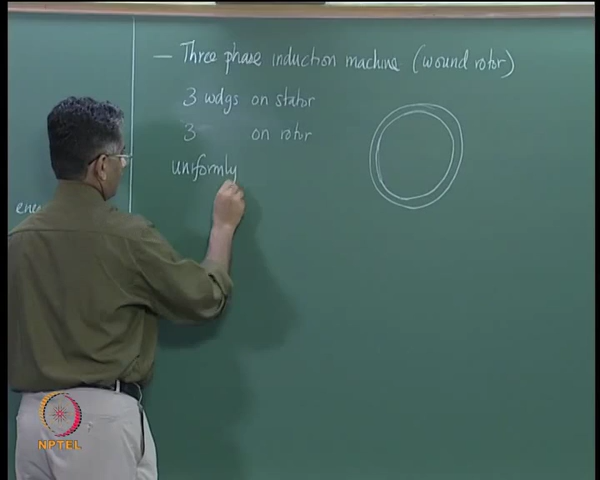 — Three phase induction machine (wound rotor)
3 wdgs on stator
3 on rotor
uniformly
ene
NPTEL